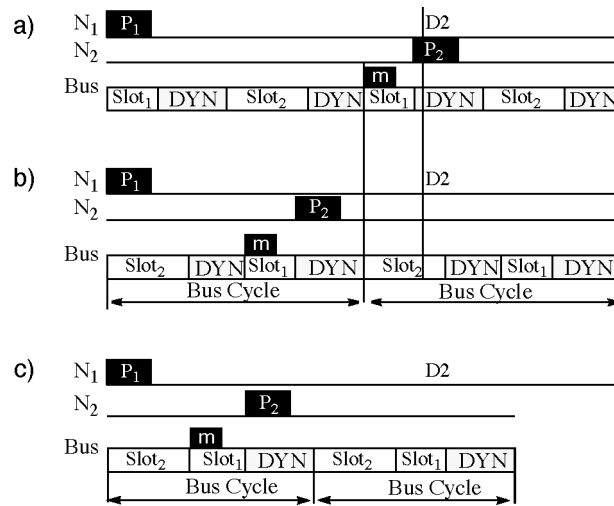 a) N1 P1 D2
N2 P2
Bus m
Slot1 DYN Slot2 DYN Slot1 DYN Slot2 DYN
b) N1 P1 D2
N2 P2
Bus m
Slot2 DYN Slot1 DYN Slot2 DYN Slot1 DYN
Bus Cycle Bus Cycle
c) N1 P1 D2
N2 P2
Bus m
Slot2 Slot1 DYN Slot2 Slot1 DYN
Bus Cycle Bus Cycle